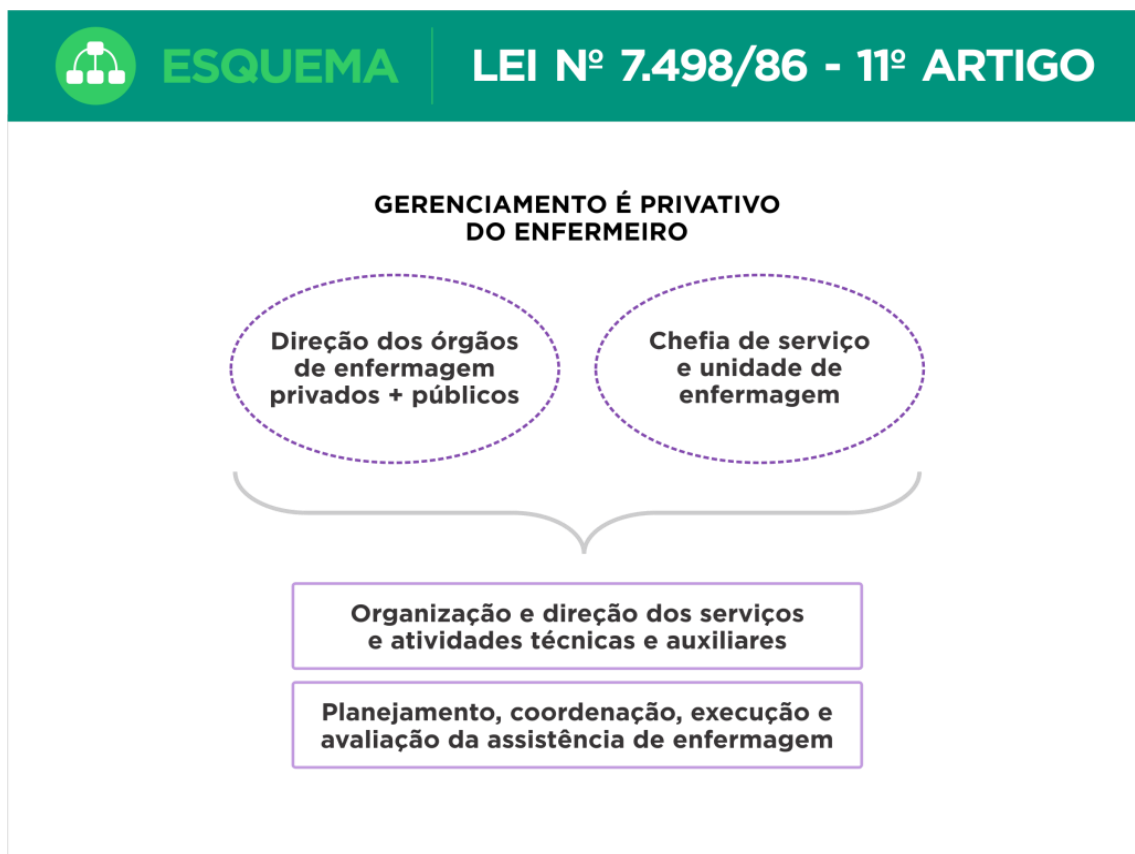 ESQUEMA
LEI Nº 7.498/86 - 11º ARTIGO
GERENCIAMENTO É PRIVATIVO
DO ENFERMEIRO
Direção dos órgãos
de enfermagem
privados + públicos
Chefia de serviço
e unidade de
enfermagem
Organização e direção dos serviços
e atividades técnicas e auxiliares
Planejamento, coordenação, execução e
avaliação da assistência de enfermagem